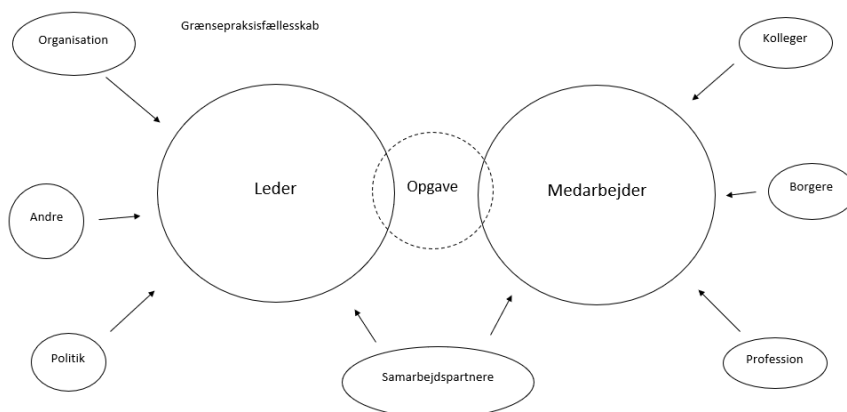 Grænsepraksisfællesskab
Organisation
Kolleger
Leder
Opgave
Medarbejder
Andre
Borgere
Politik
Samarbejdspartnere
Profession